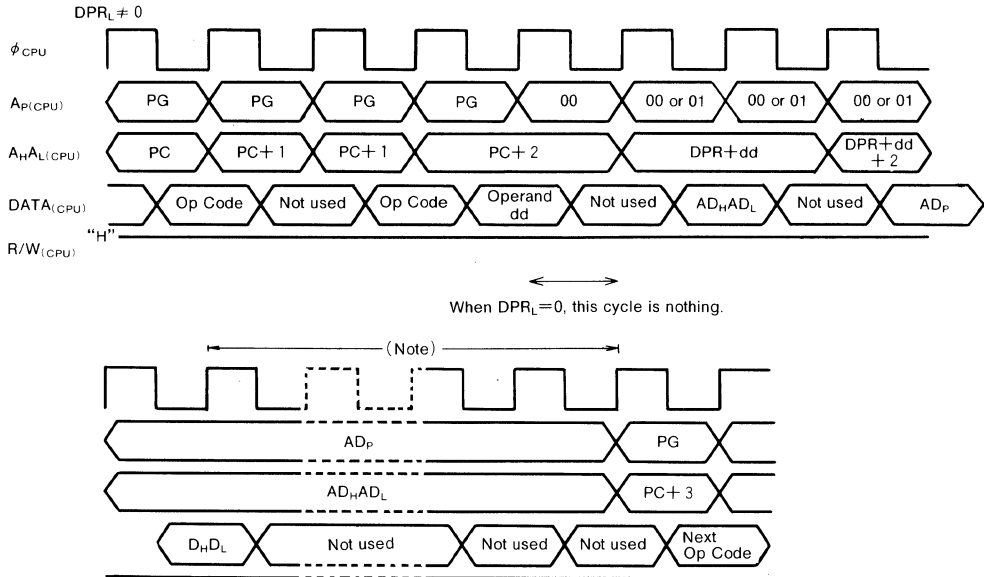 DPRL ≠ 0
ϕCPU
AP(CPU) PG PG PG PG 00 00 or 01 00 or 01 00 or 01
AHAL(CPU) PC PC+1 PC+1 PC+2 DPR+dd DPR+dd
+2
DATA(CPU) Op Code Not used Op Code Operand
dd Not used ADHADL Not used ADP
"H"
R/W(CPU)
When DPRL=0, this cycle is nothing.
(Note)
ADP PG
ADHADL PC+3
DHDL Not used Not used Not used Next
Op Code